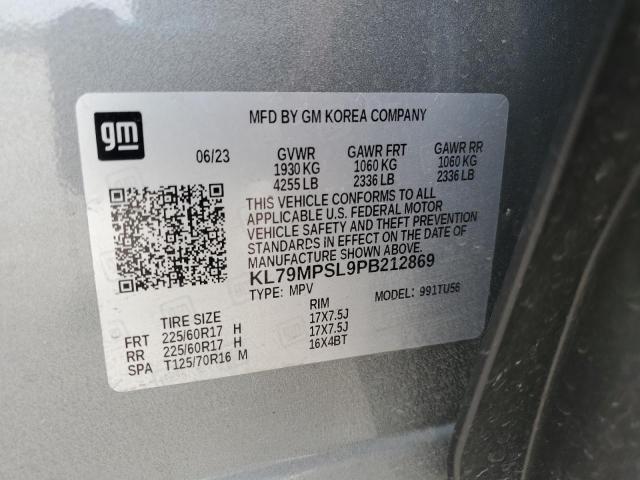 gm
MFD BY GM KOREA COMPANY
06/23 GVWR GAWR FRT GAWR RR
1930 KG 1060 KG 1060 KG
4255 LB 2336 LB 2336 LB
THIS VEHICLE CONFORMS TO ALL
APPLICABLE U.S. FEDERAL MOTOR
VEHICLE SAFETY AND THEFT PREVENTION
STANDARDS IN EFFECT ON THE DATE OF
MANUFACTURE SHOWN ABOVE.
KL79MPSL9PB212869
TYPE: MPV MODEL: 991TU56
TIRE SIZE RIM
FRT 225/60R17 H 17X7.5J
RR 225/60R17 H 17X7.5J
SPA T125/70R16 M 16X4BT